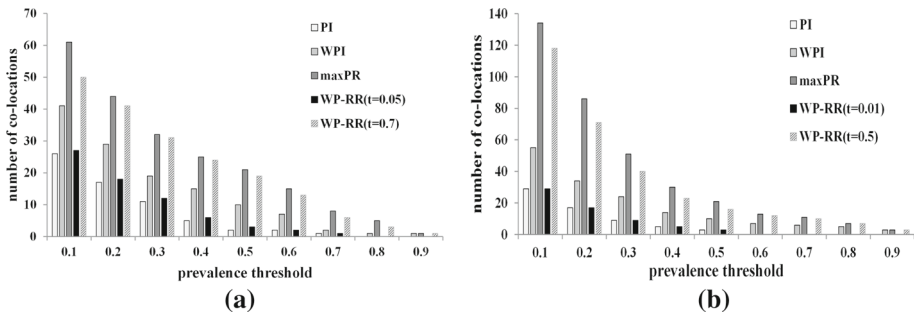 number of co-locations
70
60
50
40
30
20
10
0
PI
WPI
maxPR
WP-RR(t=0.05)
WP-RR(t=0.7)
0.1 0.2 0.3 0.4 0.5 0.6 0.7 0.8 0.9
prevalence threshold
(a)
number of co-locations
140
120
100
80
60
40
20
0
PI
WPI
maxPR
WP-RR(t=0.01)
WP-RR(t=0.5)
0.1 0.2 0.3 0.4 0.5 0.6 0.7 0.8 0.9
prevalence threshold
(b)